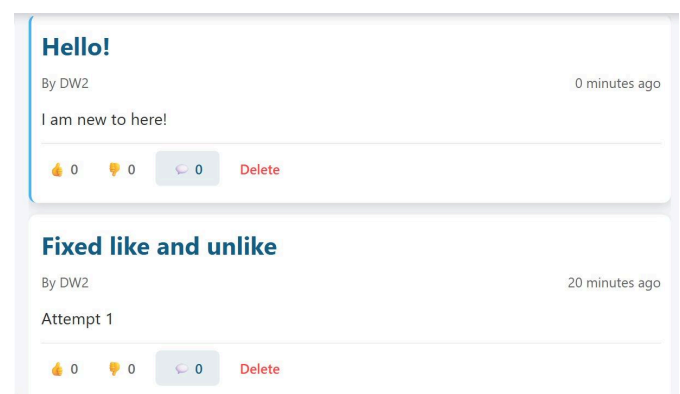 Hello!
By DW2 0 minutes ago
I am new to here!
👍 0 👎 0 💬 0 Delete
Fixed like and unlike
By DW2 20 minutes ago
Attempt 1
👍 0 👎 0 💬 0 Delete